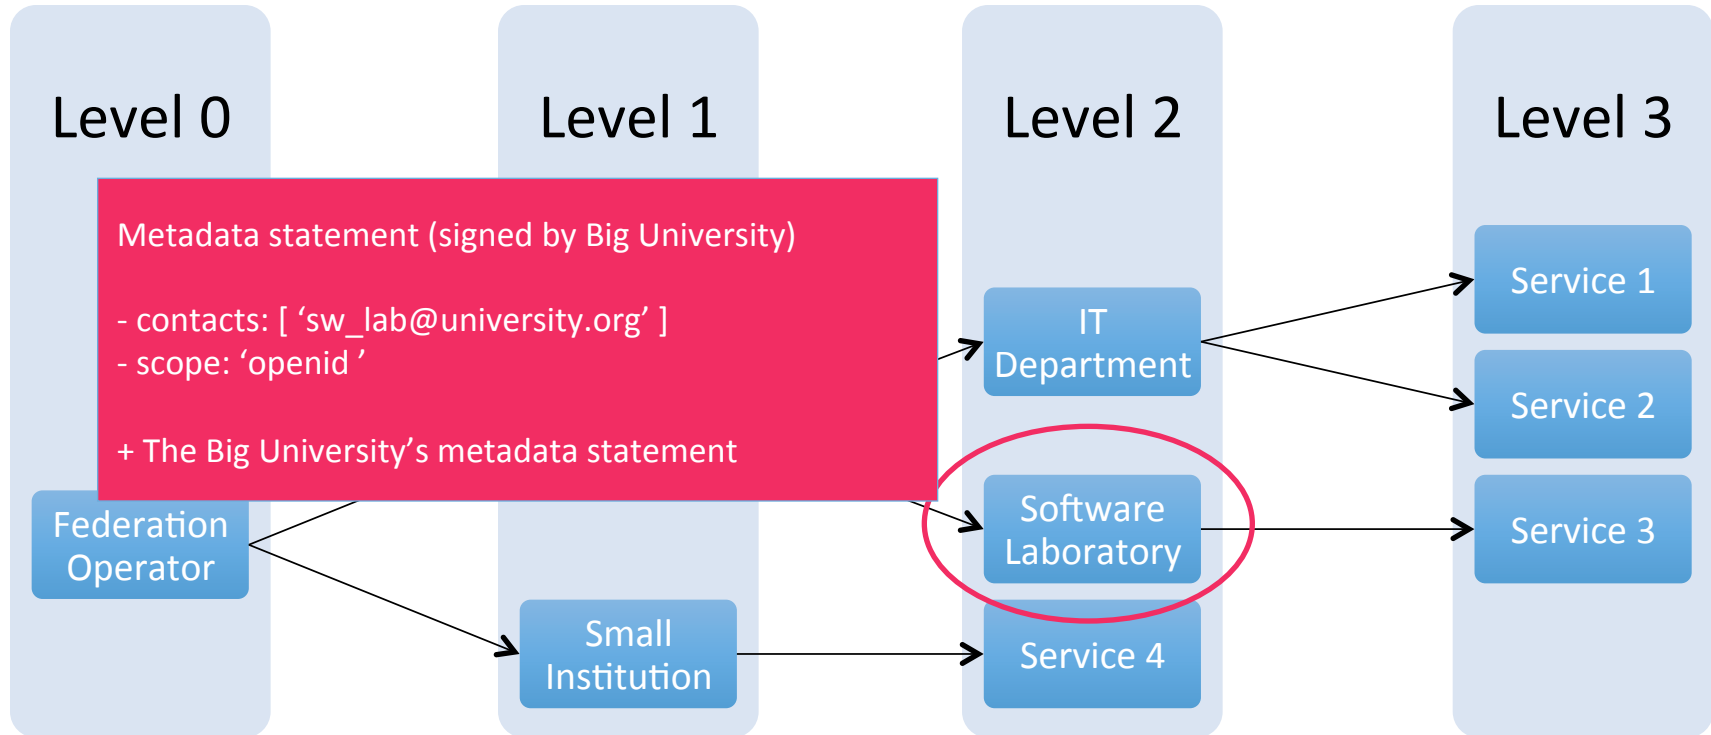 Level 0
Level 1
Level 2
Level 3
Metadata statement (signed by Big University)
- contacts: [ ‘sw_lab@university.org’ ]
- scope: ‘openid ’
+ The Big University’s metadata statement
Federation
Operator
Small
Institution
IT
Department
Software
Laboratory
Service 4
Service 1
Service 2
Service 3